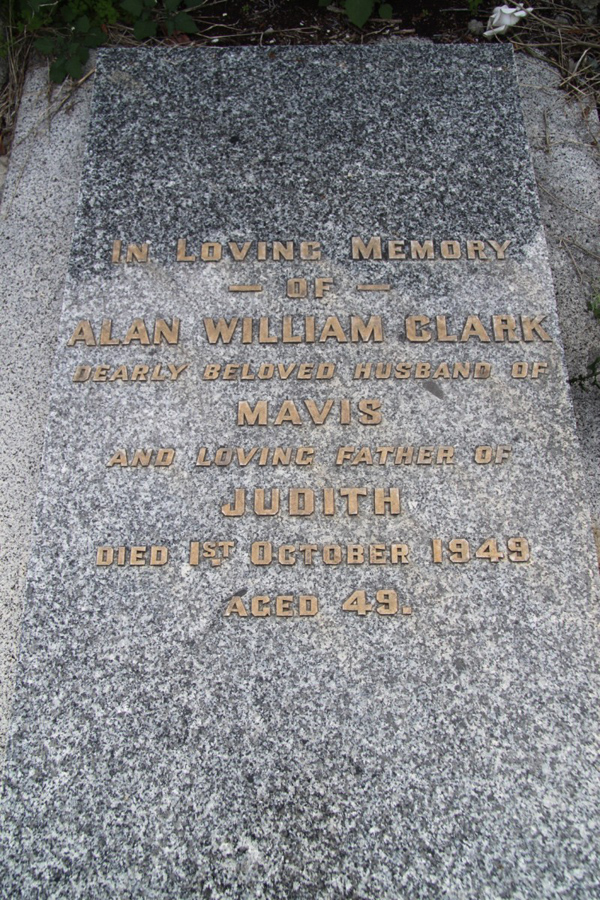 In Loving Memory
— OF —
ALAN WILLIAM CLARK
DEARLY BELOVED HUSBAND OF
MAVIS
AND LOVING FATHER OF
JUDITH
DIED 1ST OCTOBER 1949
AGED 49.